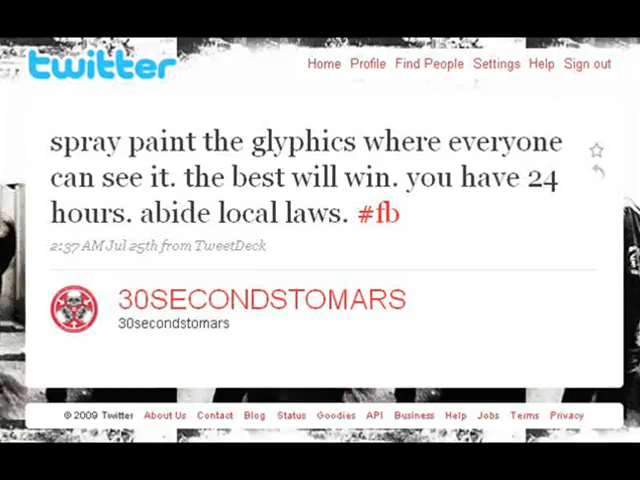 twitter
Home Profile Find People Settings Help Sign out
spray paint the glyphics where everyone
can see it. the best will win. you have 24
hours. abide local laws. #fb
2:37 AM Jul 25th from TweetDeck
30SECONDSTOMARS
30secondstomars
© 2009 Twitter About Us Contact Blog Status Goodies API Business Help Jobs Terms Privacy